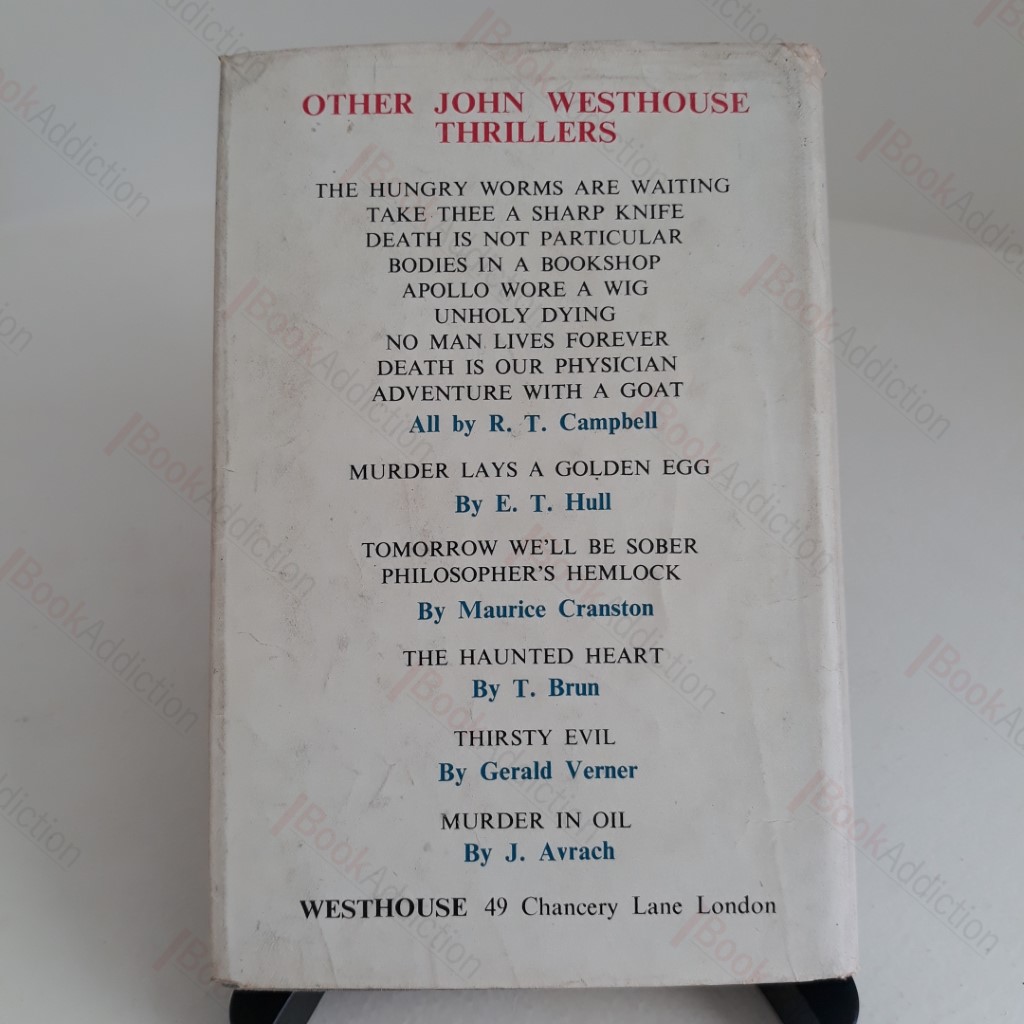 OTHER JOHN WESTHOUSE
THRILLERS
THE HUNGRY WORMS ARE WAITING
TAKE THEE A SHARP KNIFE
DEATH IS NOT PARTICULAR
BODIES IN A BOOKSHOP
APOLLO WORE A WIG
UNHOLY DYING
NO MAN LIVES FOREVER
DEATH IS OUR PHYSICIAN
ADVENTURE WITH A GOAT
All by R. T. Campbell
MURDER LAYS A GOLDEN EGG
By E. T. Hull
TOMORROW WE'LL BE SOBER
PHILOSOPHER'S HEMLOCK
By Maurice Cranston
THE HAUNTED HEART
By T. Brun
THIRSTY EVIL
By Gerald Verner
MURDER IN OIL
By J. Avrach
WESTHOUSE 49 Chancery Lane London
BookAddiction